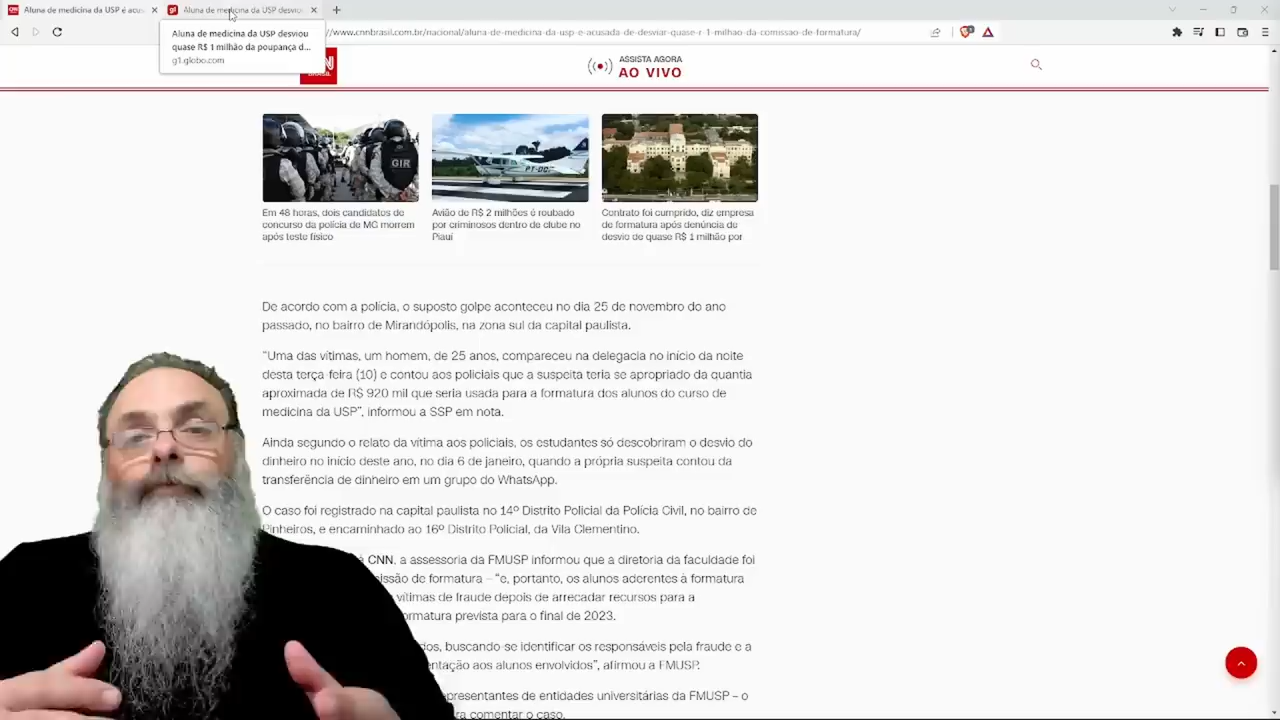 Aluna de medicina da USP é acus
Aluna de medicina da USP desvio
Aluna de medicina da USP desviou
quase R$ 1 milhão da poupança d...
g1.globo.com
//www.cnnbrasil.com.br/nacional/aluna-de-medicina-da-usp-e-acusada-de-desviar-quase-r-1-milhao-da-comissao-de-formatura/
ASSISTA AGORA
AO VIVO
BRASIL
GIR
Em 48 horas, dois candidatos de
concurso da polícia de MG morrem
após teste físico
Avião de R$ 2 milhões é roubado
por criminosos dentro de clube no
Piauí
Contrato foi cumprido, diz empresa
de formatura após denúncia de
desvio de quase R$ 1 milhão por
De acordo com a polícia, o suposto golpe aconteceu no dia 25 de novembro do ano
passado, no bairro de Mirandópolis, na zona sul da capital paulista.
“Uma das vítimas, um homem, de 25 anos, compareceu na delegacia no início da noite
desta terça-feira (10) e contou aos policiais que a suspeita teria se apropriado da quantia
aproximada de R$ 920 mil que seria usada para a formatura dos alunos do curso de
medicina da USP”, informou a SSP em nota.
Ainda segundo o relato da vítima aos policiais, os estudantes só descobriram o desvio do
dinheiro no início deste ano, no dia 6 de janeiro, quando a própria suspeita contou da
transferência de dinheiro em um grupo do WhatsApp.
O caso foi registrado na capital paulista no 14º Distrito Policial da Polícia Civil, no bairro de
Pinheiros, e encaminhado ao 16º Distrito Policial, da Vila Clementino.
CNN, a assessoria da FMUSP informou que a diretoria da faculdade foi
issão de formatura – “e, portanto, os alunos aderentes à formatura
vítimas de fraude depois de arrecadar recursos para a
ormatura prevista para o final de 2023.
dos, buscando-se identificar os responsáveis pela fraude e a
entação aos alunos envolvidos”, afirmou a FMUSP.
epresentantes de entidades universitárias da FMUSP – o
ra comentar o caso.